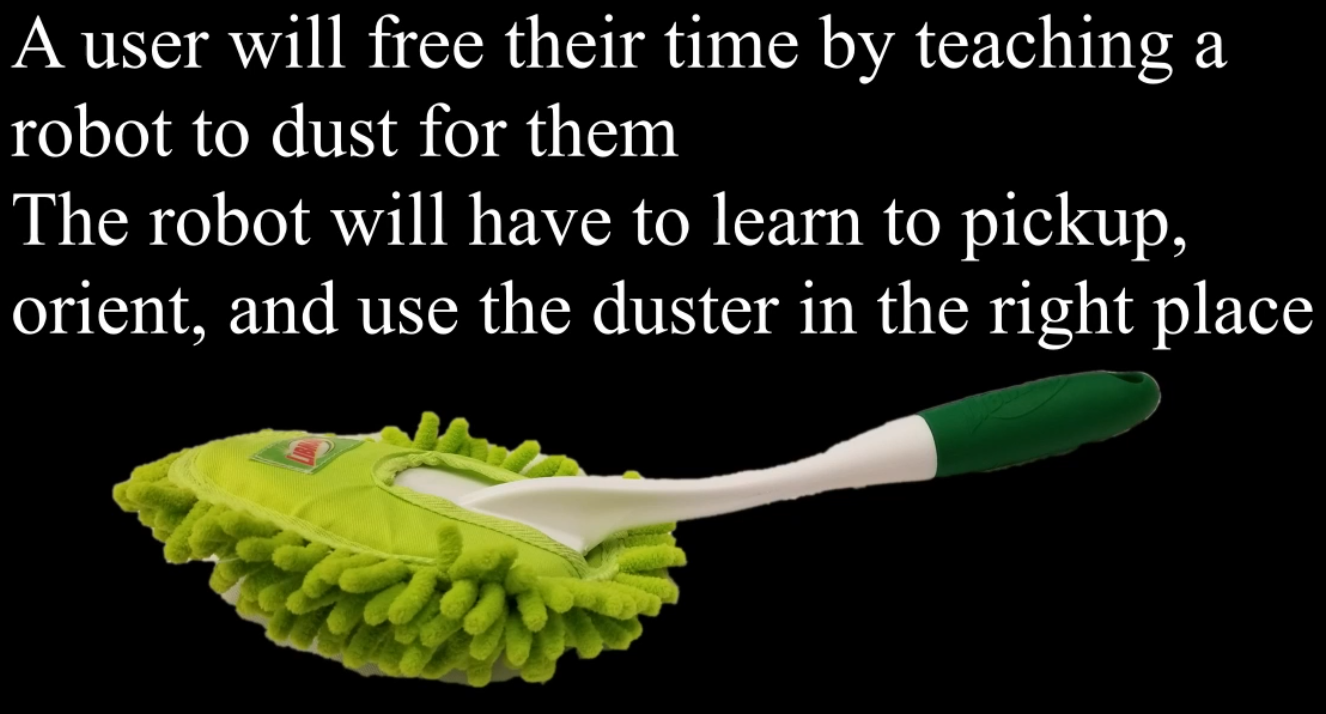 A user will free their time by teaching a
robot to dust for them
The robot will have to learn to pickup,
orient, and use the duster in the right place